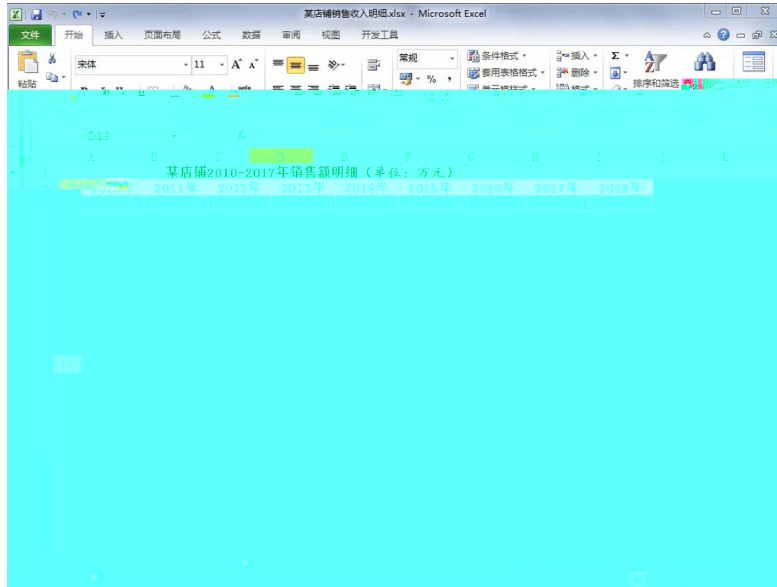 某店铺销售收入明细.xlsx - Microsoft Excel
文件 开始 插入 页面布局 公式 数据 审阅 视图 开发工具
宋体 11 A A 常规 条件格式 插入 Σ
% , 套用表格格式 删除
粘贴 排序和筛选
D13
A B C D E F G H I J K
某店铺2010-2017年销售额明细（单位：万元）
2011年 2012年 2013年 2014年 2015年 2016年 2017年